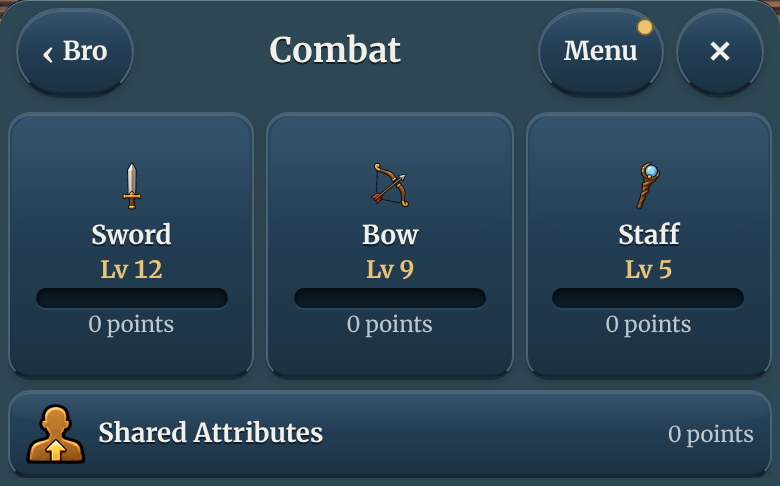 ‹ Bro
Combat
Menu
✕
Sword
Lv 12
0 points
Bow
Lv 9
0 points
Staff
Lv 5
0 points
Shared Attributes
0 points